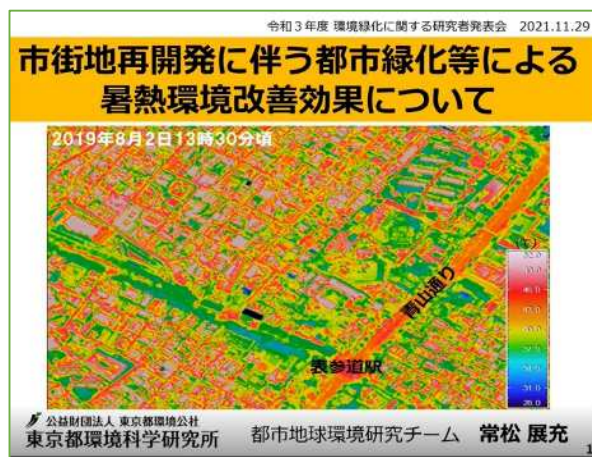 令和３年度 環境緑化に関する研究者発表会 2021.11.29
市街地再開発に伴う都市緑化等による
暑熱環境改善効果について
2019年8月2日13時30分頃
(℃)
青山通り
表参道駅
公益財団法人 東京都環境公社
東京都環境科学研究所
都市地球環境研究チーム 常松 展充
1